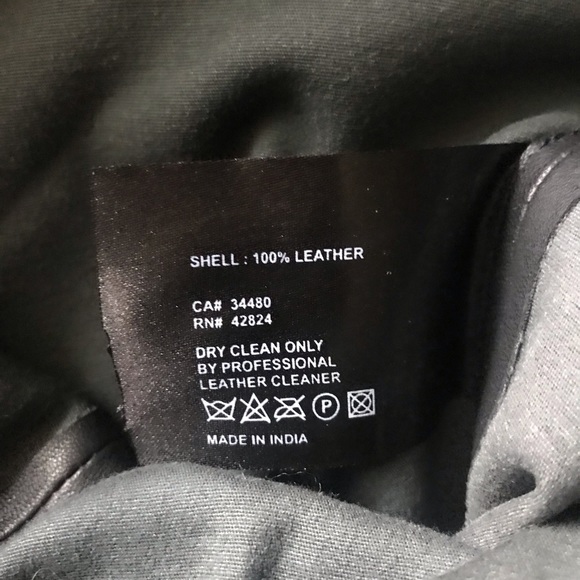 SHELL : 100% LEATHER
CA# 34480
RN# 42824
DRY CLEAN ONLY
BY PROFESSIONAL
LEATHER CLEANER
P
MADE IN INDIA